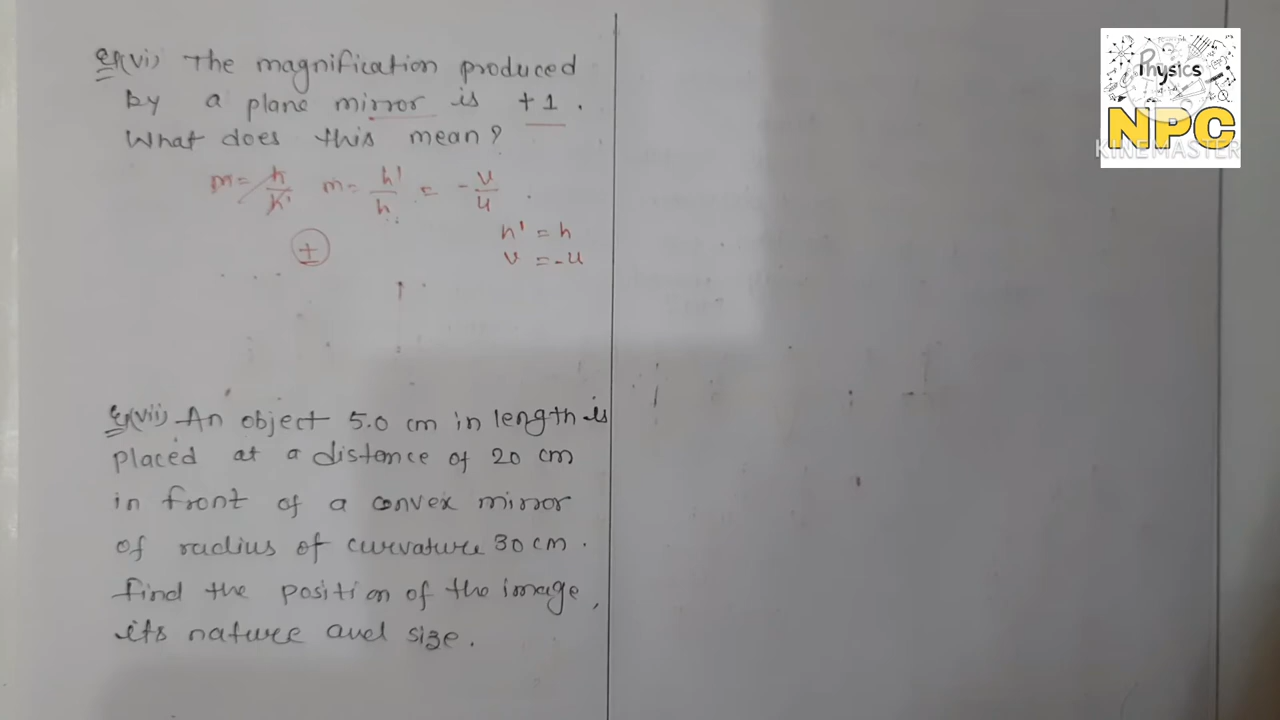 Ex(vi) The magnification produced
by a plane mirror is +1.
What does this mean?
m = h/h' m = h'/h = - v/u
h' = h
+
v = -u
Ex(vii) An object 5.0 cm in length is
placed at a distance of 20 cm
in front of a convex mirror
of radius of curvature 30 cm.
find the position of the image,
its nature and size.
Physics
NPC
KINEMASTER